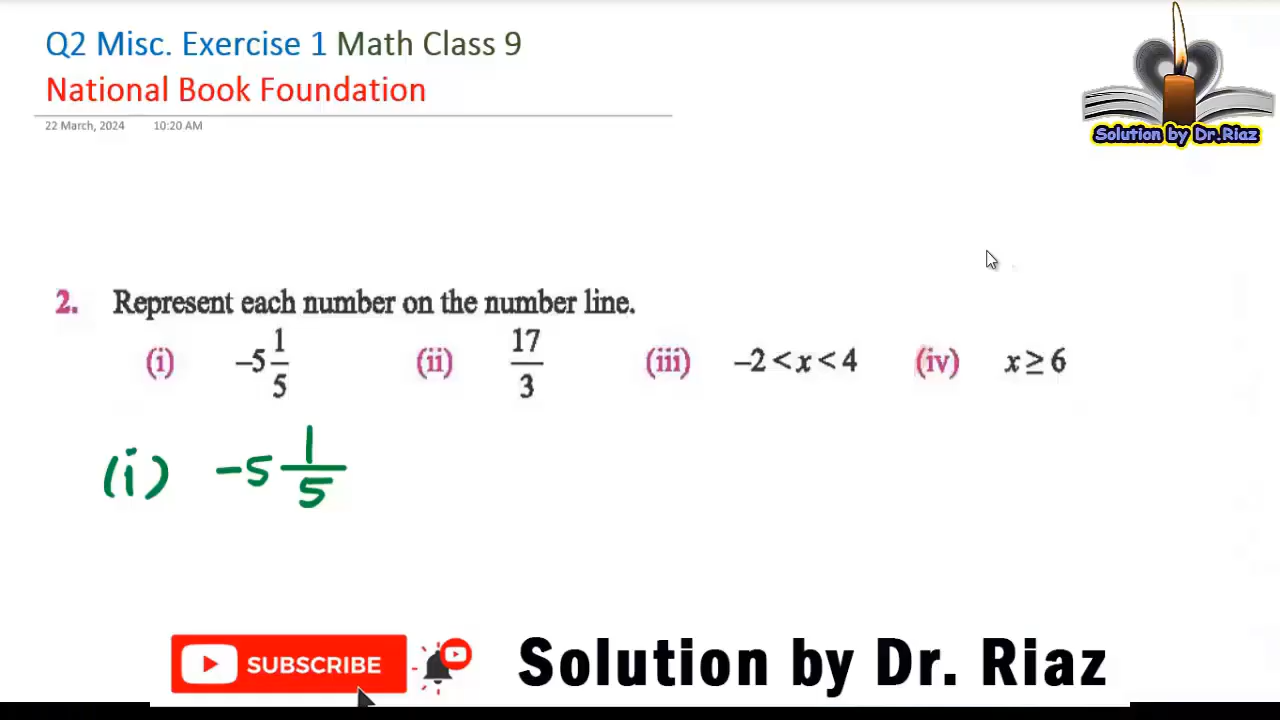 Q2 Misc. Exercise 1 Math Class 9
National Book Foundation
22 March, 2024 10:20 AM
Solution by Dr.Riaz
2. Represent each number on the number line.
(i) –5 1/5 (ii) 17/3 (iii) –2 < x < 4 (iv) x ≥ 6
(i) -5 1/5
SUBSCRIBE Solution by Dr. Riaz